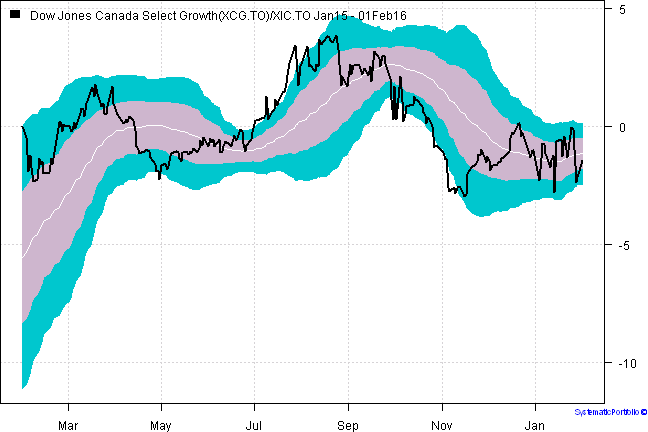 Dow Jones Canada Select Growth(XCG.TO)/XIC.TO Jan15 - 01Feb16
5
0
-5
-10
Mar May Jul Sep Nov Jan
SystematicPortfolio ©